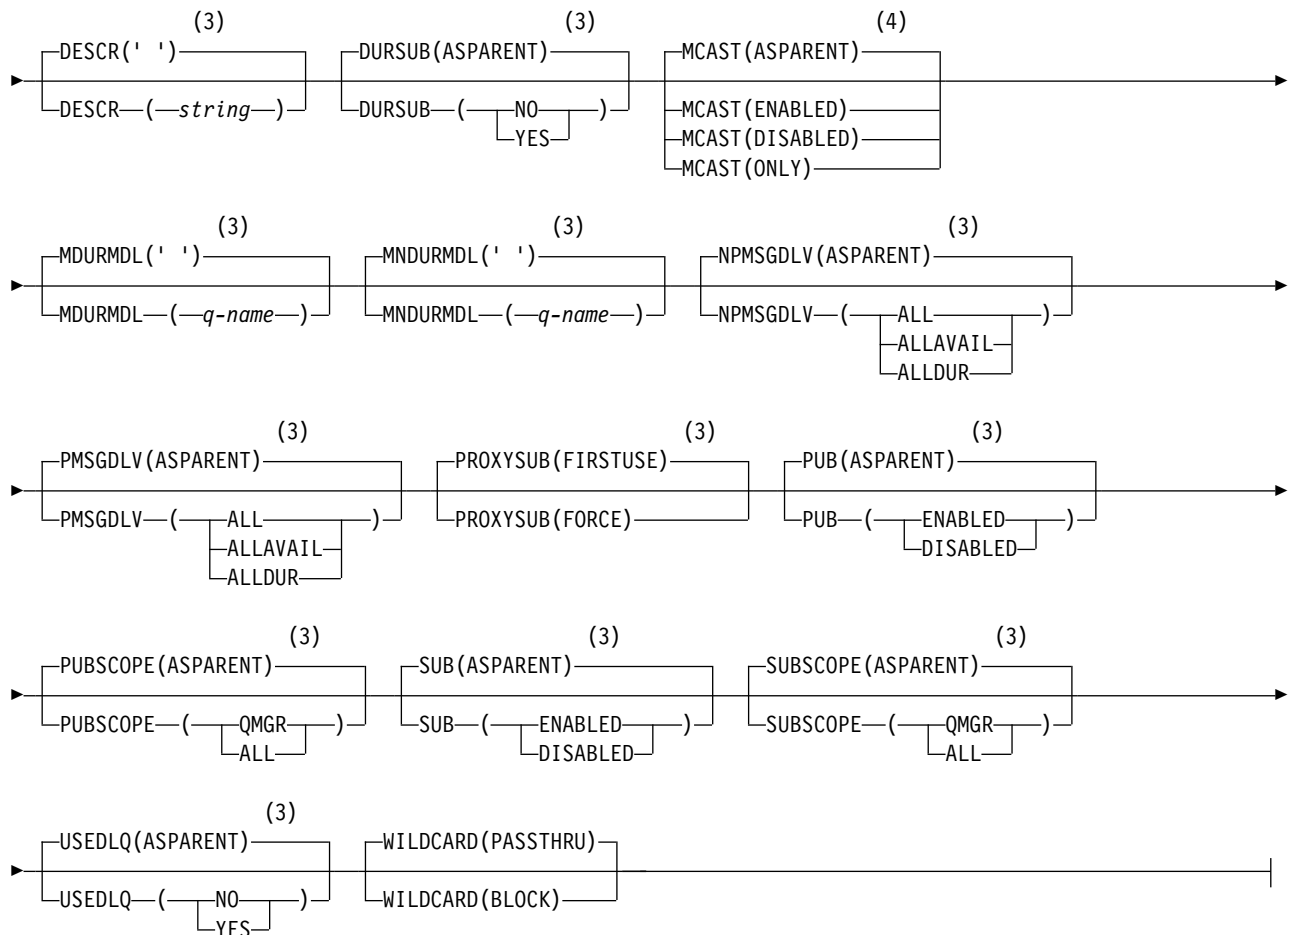 (3) (3) (4)
DESCR(' ') DURSUB(ASPARENT) MCAST(ASPARENT)
DESCR ( string ) DURSUB ( NO ) MCAST(ENABLED)
YES MCAST(DISABLED)
MCAST(ONLY)
(3) (3) (3)
MDURMDL(' ') MNDURMDL(' ') NPMSGDLV(ASPARENT)
MDURMDL ( q-name ) MNDURMDL ( q-name ) NPMSGDLV ( ALL )
ALLAVAIL
ALLDUR
(3) (3) (3)
PMSGDLV(ASPARENT) PROXYSUB(FIRSTUSE) PUB(ASPARENT)
PMSGDLV ( ALL ) PROXYSUB(FORCE) PUB ( ENABLED )
ALLAVAIL DISABLED
ALLDUR
(3) (3) (3)
PUBSCOPE(ASPARENT) SUB(ASPARENT) SUBSCOPE(ASPARENT)
PUBSCOPE ( QMGR ) SUB ( ENABLED ) SUBSCOPE ( QMGR )
ALL DISABLED ALL
(3)
USEDLQ(ASPARENT) WILDCARD(PASSTHRU)
USEDLQ ( NO ) WILDCARD(BLOCK)
YES